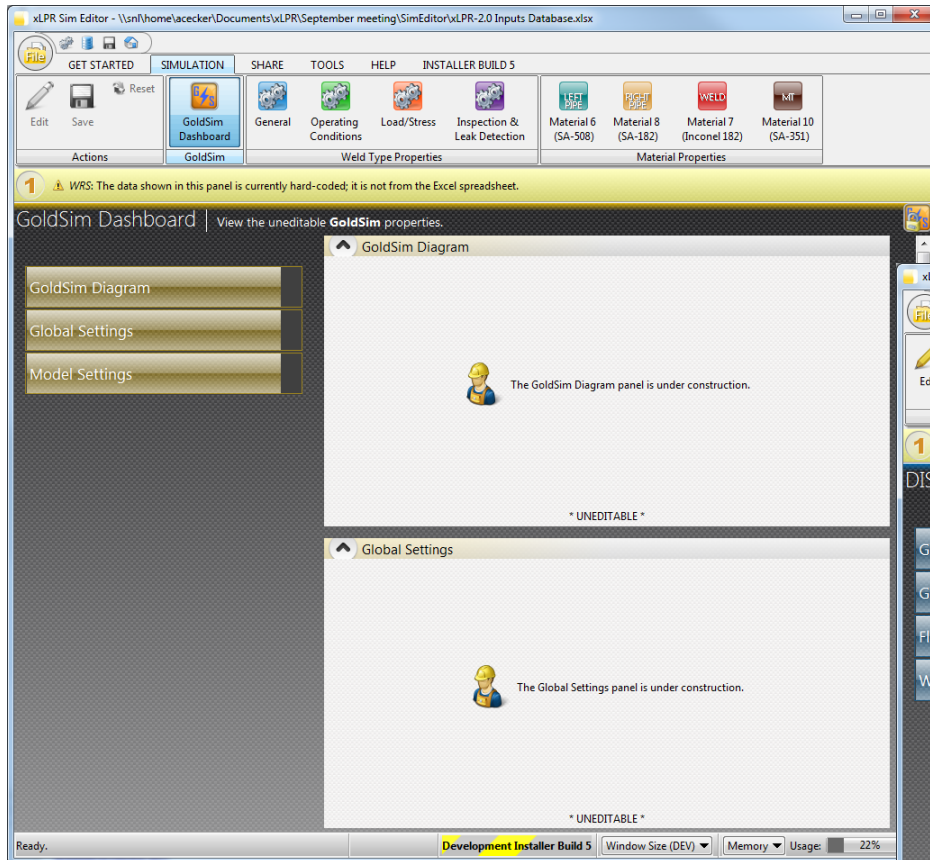 xLPR Sim Editor - \\snl\home\acecker\Documents\xLPR\September meeting\SimEditor\xLPR-2.0 Inputs Database.xlsx
File
GET STARTED SIMULATION SHARE TOOLS HELP INSTALLER BUILD 5
Edit Save Reset
G/S GoldSim Dashboard
General
Operating Conditions
Load/Stress
Inspection & Leak Detection
LEFT PIPE Material 6 (SA-508)
RIGHT PIPE Material 8 (SA-182)
WELD Material 7 (Inconel 182)
MT Material 10 (SA-351)
Actions GoldSim Weld Type Properties Material Properties
1 WRS: The data shown in this panel is currently hard-coded; it is not from the Excel spreadsheet.
GoldSim Dashboard | View the uneditable GoldSim properties.
GoldSim Diagram
Global Settings
Model Settings
GoldSim Diagram
The GoldSim Diagram panel is under construction.
* UNEDITABLE *
Global Settings
The Global Settings panel is under construction.
* UNEDITABLE *
xl
File
Ed
1
DIS
G
G
Fl
W
Ready. Development Installer Build 5 Window Size (DEV) Memory Usage: 22%